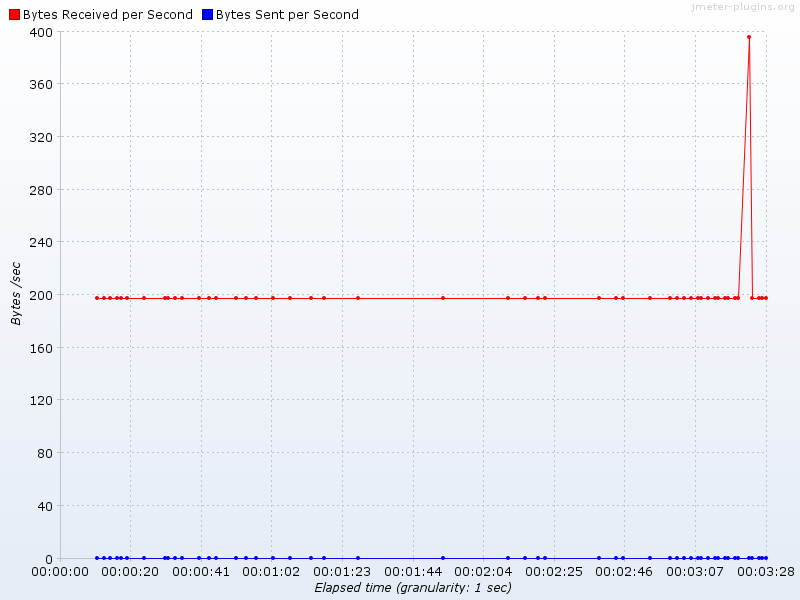 jmeter-plugins.org
Bytes Received per Second Bytes Sent per Second
400
360
320
280
240
200
160
120
80
40
0
Bytes /sec
00:00:00 00:00:20 00:00:41 00:01:02 00:01:23 00:01:44 00:02:04 00:02:25 00:02:46 00:03:07 00:03:28
Elapsed time (granularity: 1 sec)